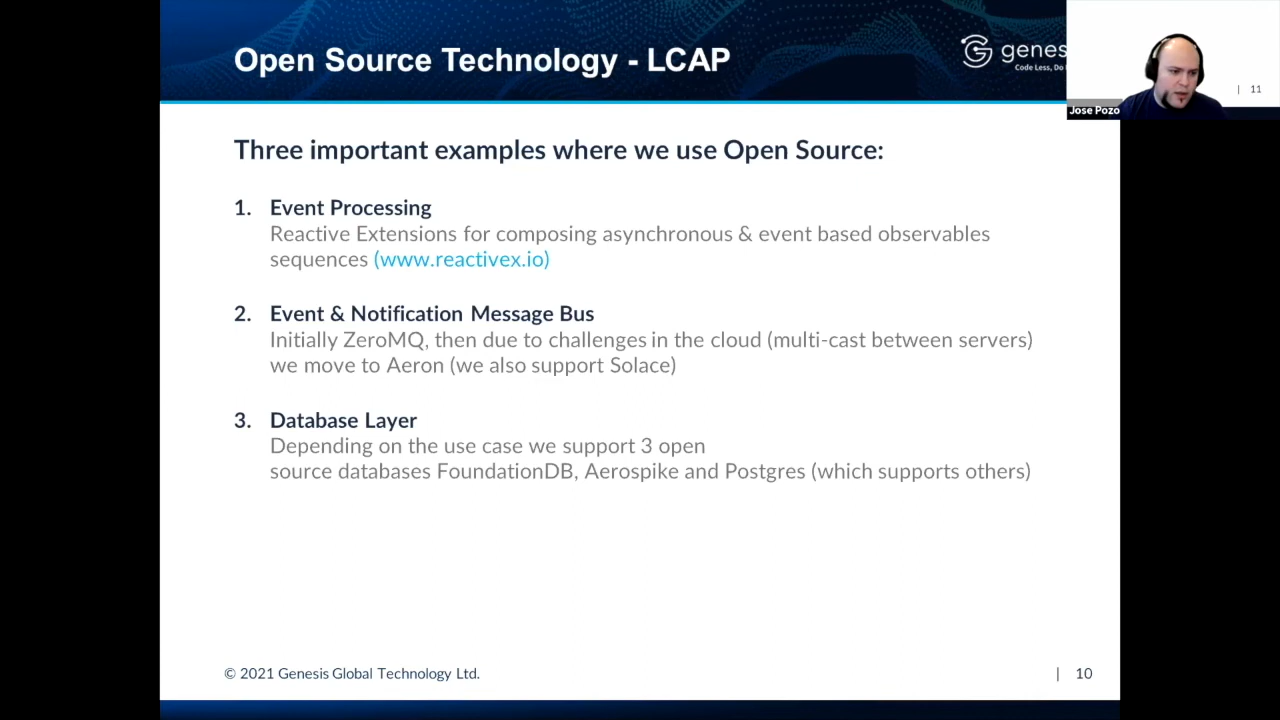 Open Source Technology - LCAP
genes
Code Less, Do
| 11
Jose Pozo
Three important examples where we use Open Source:
1. Event Processing
Reactive Extensions for composing asynchronous & event based observables
sequences (www.reactivex.io)
2. Event & Notification Message Bus
Initially ZeroMQ, then due to challenges in the cloud (multi-cast between servers)
we move to Aeron (we also support Solace)
3. Database Layer
Depending on the use case we support 3 open
source databases FoundationDB, Aerospike and Postgres (which supports others)
© 2021 Genesis Global Technology Ltd.
| 10